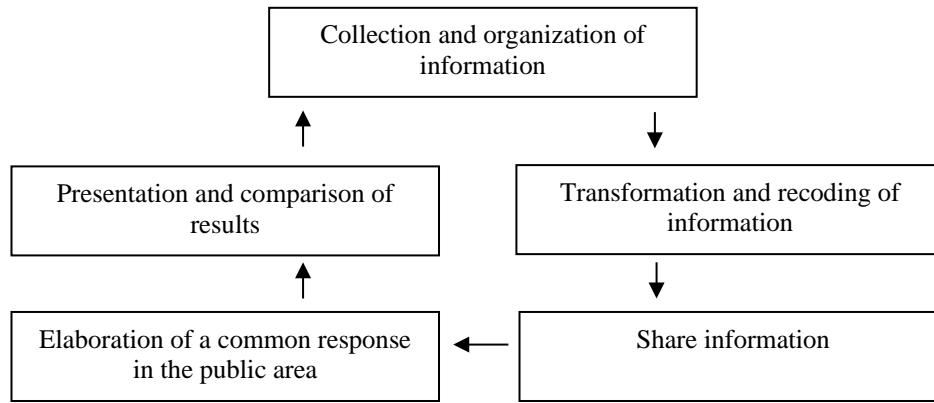 Collection and organization of
information
Presentation and comparison of
results
Transformation and recoding of
information
Elaboration of a common response
in the public area
Share information